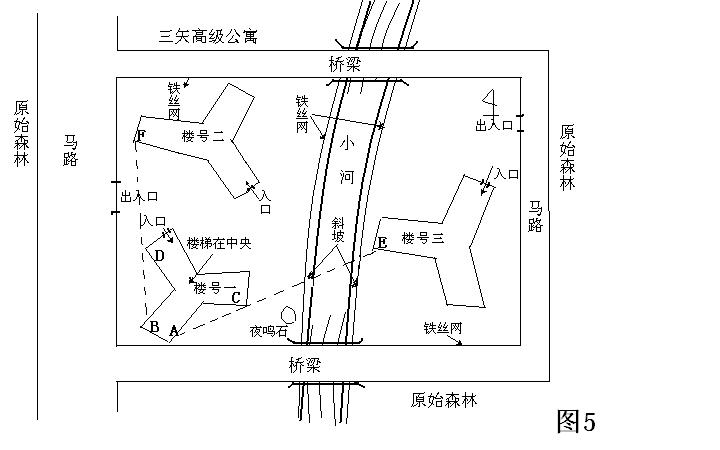 三矢高级公寓
桥梁
原始森林
马路
铁丝网
楼号二
F
铁丝网
小河
出入口
原始森林
出入口
入口
入口
入口
马路
斜坡
E
楼号三
楼梯在中央
D
楼号一
C
B
A
夜鸣石
铁丝网
桥梁
原始森林
图5